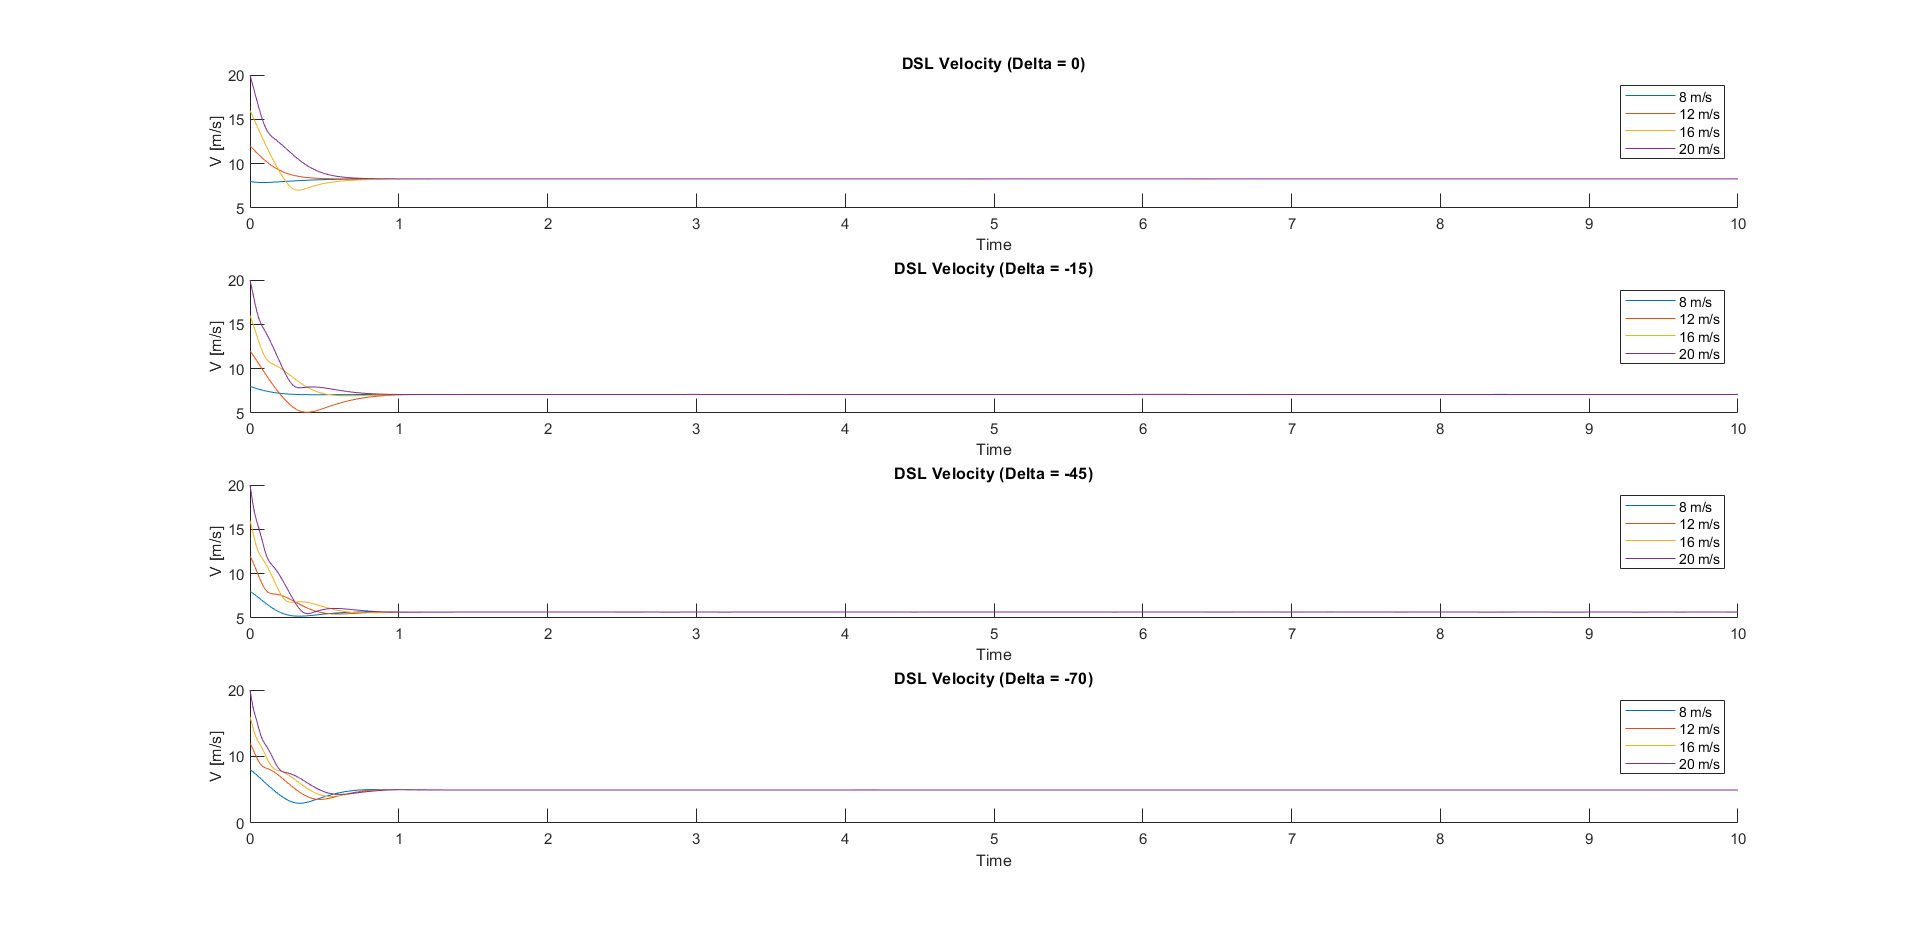 DSL Velocity (Delta = 0)
20
15
10
5
V [m/s]
8 m/s
12 m/s
16 m/s
20 m/s
0 1 2 3 4 5 6 7 8 9 10
Time
DSL Velocity (Delta = -15)
20
15
10
5
V [m/s]
8 m/s
12 m/s
16 m/s
20 m/s
0 1 2 3 4 5 6 7 8 9 10
Time
DSL Velocity (Delta = -45)
20
15
10
5
V [m/s]
8 m/s
12 m/s
16 m/s
20 m/s
0 1 2 3 4 5 6 7 8 9 10
Time
DSL Velocity (Delta = -70)
20
10
0
V [m/s]
8 m/s
12 m/s
16 m/s
20 m/s
0 1 2 3 4 5 6 7 8 9 10
Time